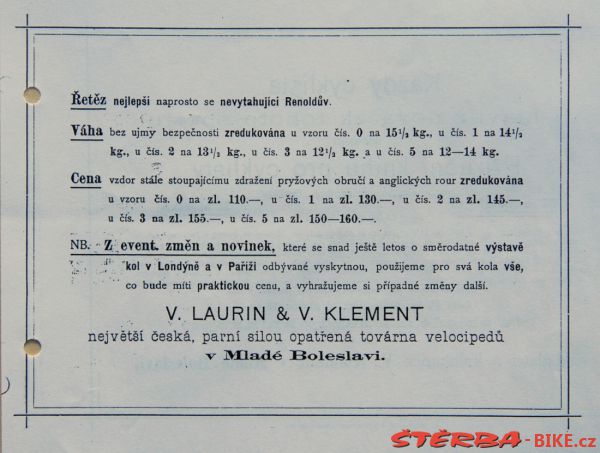 Řetěz nejlepší naprosto se nevytahující Renoldův.
Váha bez ujmy bezpečnosti zredukována u vzoru čís. 0 na 15¹/₂ kg., u čís. 1 na 14¹/₂
kg., u čís. 2 na 13¹/₂ kg., u čís. 3 na 12¹/₂ kg. a u čís. 5 na 12—14 kg.
Cena vzdor stále stoupajícímu zdražení pryžových obručí a anglických rour zredukována
u vzoru čís. 0 na zl. 110.—, u čís. 1 na zl. 130.—, u čís. 2 na zl. 145.—,
u čís. 3 na zl. 155.—, u čís. 5 na zl. 150—160.—.
NB. Z event. změn a novinek, které se snad ještě letos o směrodatné výstavě
kol v Londýně a v Paříži odbývané vyskytnou, použijeme pro svá kola vše,
co bude míti praktickou cenu, a vyhražujeme si případné změny další.
V. LAURIN & V. KLEMENT
největší česká, parní silou opatřená továrna velocipedů
v Mladé Boleslavi.
ŠTĚRBA-BIKE.cz